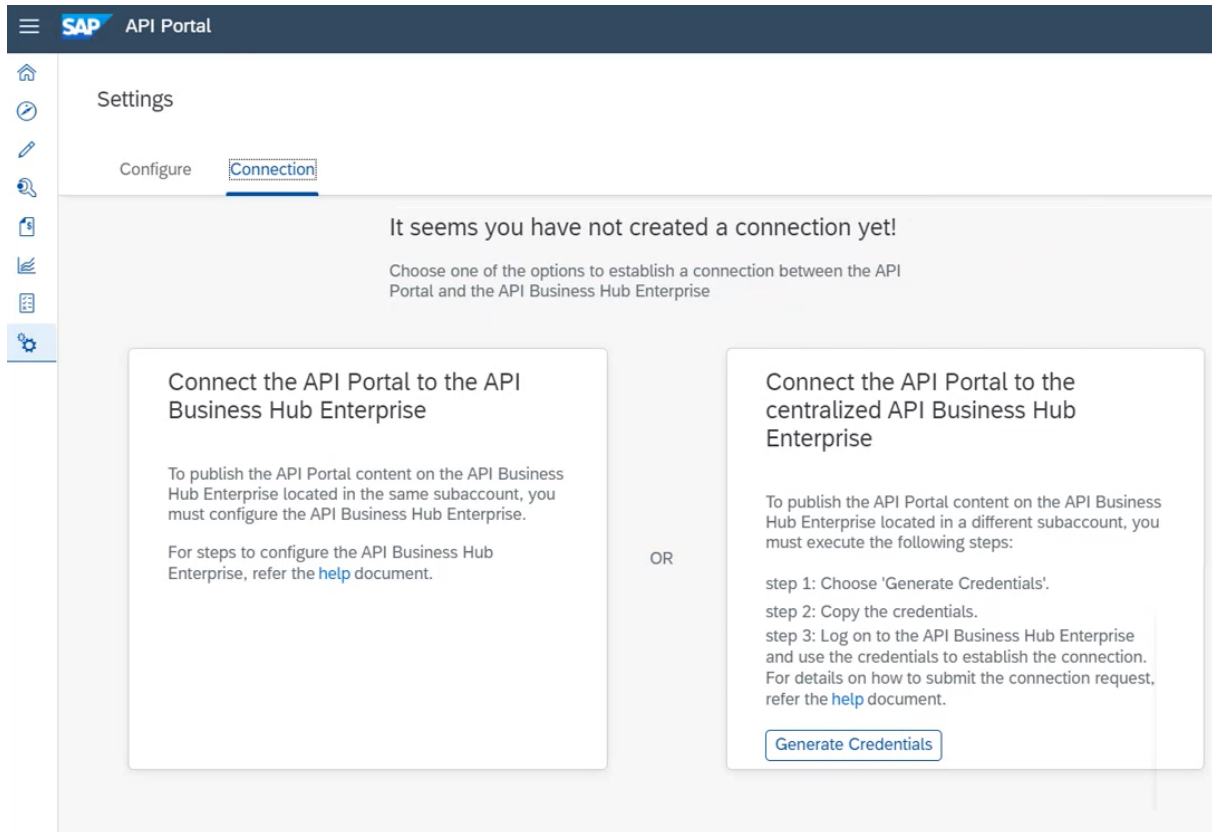 SAP API Portal
Settings
Configure Connection
It seems you have not created a connection yet!
Choose one of the options to establish a connection between the API
Portal and the API Business Hub Enterprise
Connect the API Portal to the API
Business Hub Enterprise
To publish the API Portal content on the API Business
Hub Enterprise located in the same subaccount, you
must configure the API Business Hub Enterprise.
For steps to configure the API Business Hub
Enterprise, refer the help document.
OR
Connect the API Portal to the
centralized API Business Hub
Enterprise
To publish the API Portal content on the API Business
Hub Enterprise located in a different subaccount, you
must execute the following steps:
step 1: Choose 'Generate Credentials'.
step 2: Copy the credentials.
step 3: Log on to the API Business Hub Enterprise
and use the credentials to establish the connection.
For details on how to submit the connection request,
refer the help document.
Generate Credentials